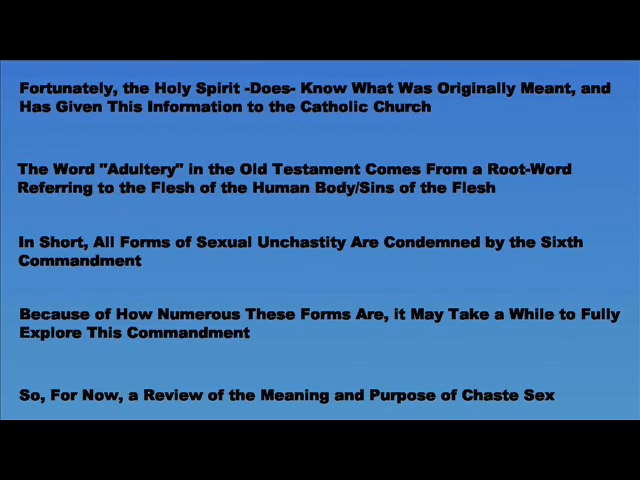 Fortunately, the Holy Spirit -Does- Know What Was Originally Meant, and
Has Given This Information to the Catholic Church
The Word "Adultery" in the Old Testament Comes From a Root-Word
Referring to the Flesh of the Human Body/Sins of the Flesh
In Short, All Forms of Sexual Unchastity Are Condemned by the Sixth
Commandment
Because of How Numerous These Forms Are, it May Take a While to Fully
Explore This Commandment
So, For Now, a Review of the Meaning and Purpose of Chaste Sex